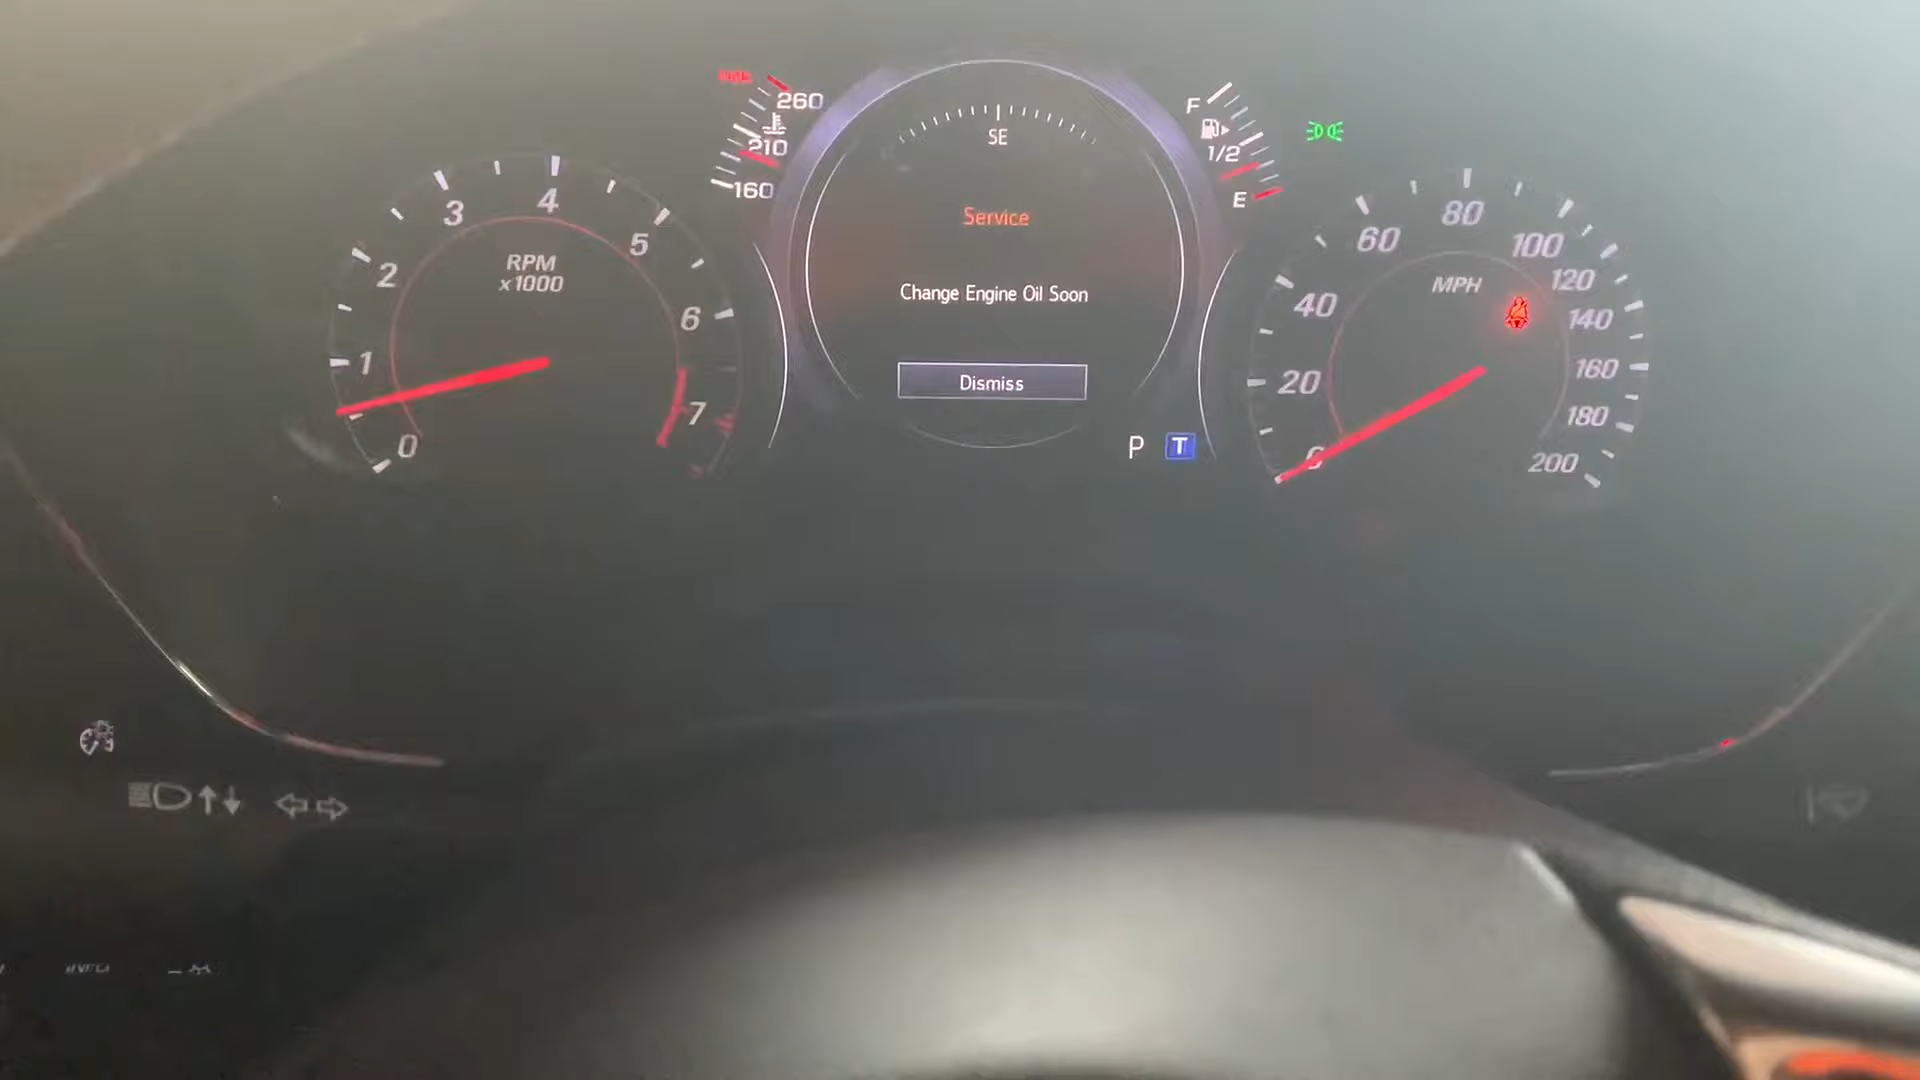 260
210
160
SE
F
1/2
E
Service
Change Engine Oil Soon
Dismiss
P T
0 1 2 3 4 5 6 7
RPM
x1000
0 20 40 60 80 100 120 140 160 180 200
MPH